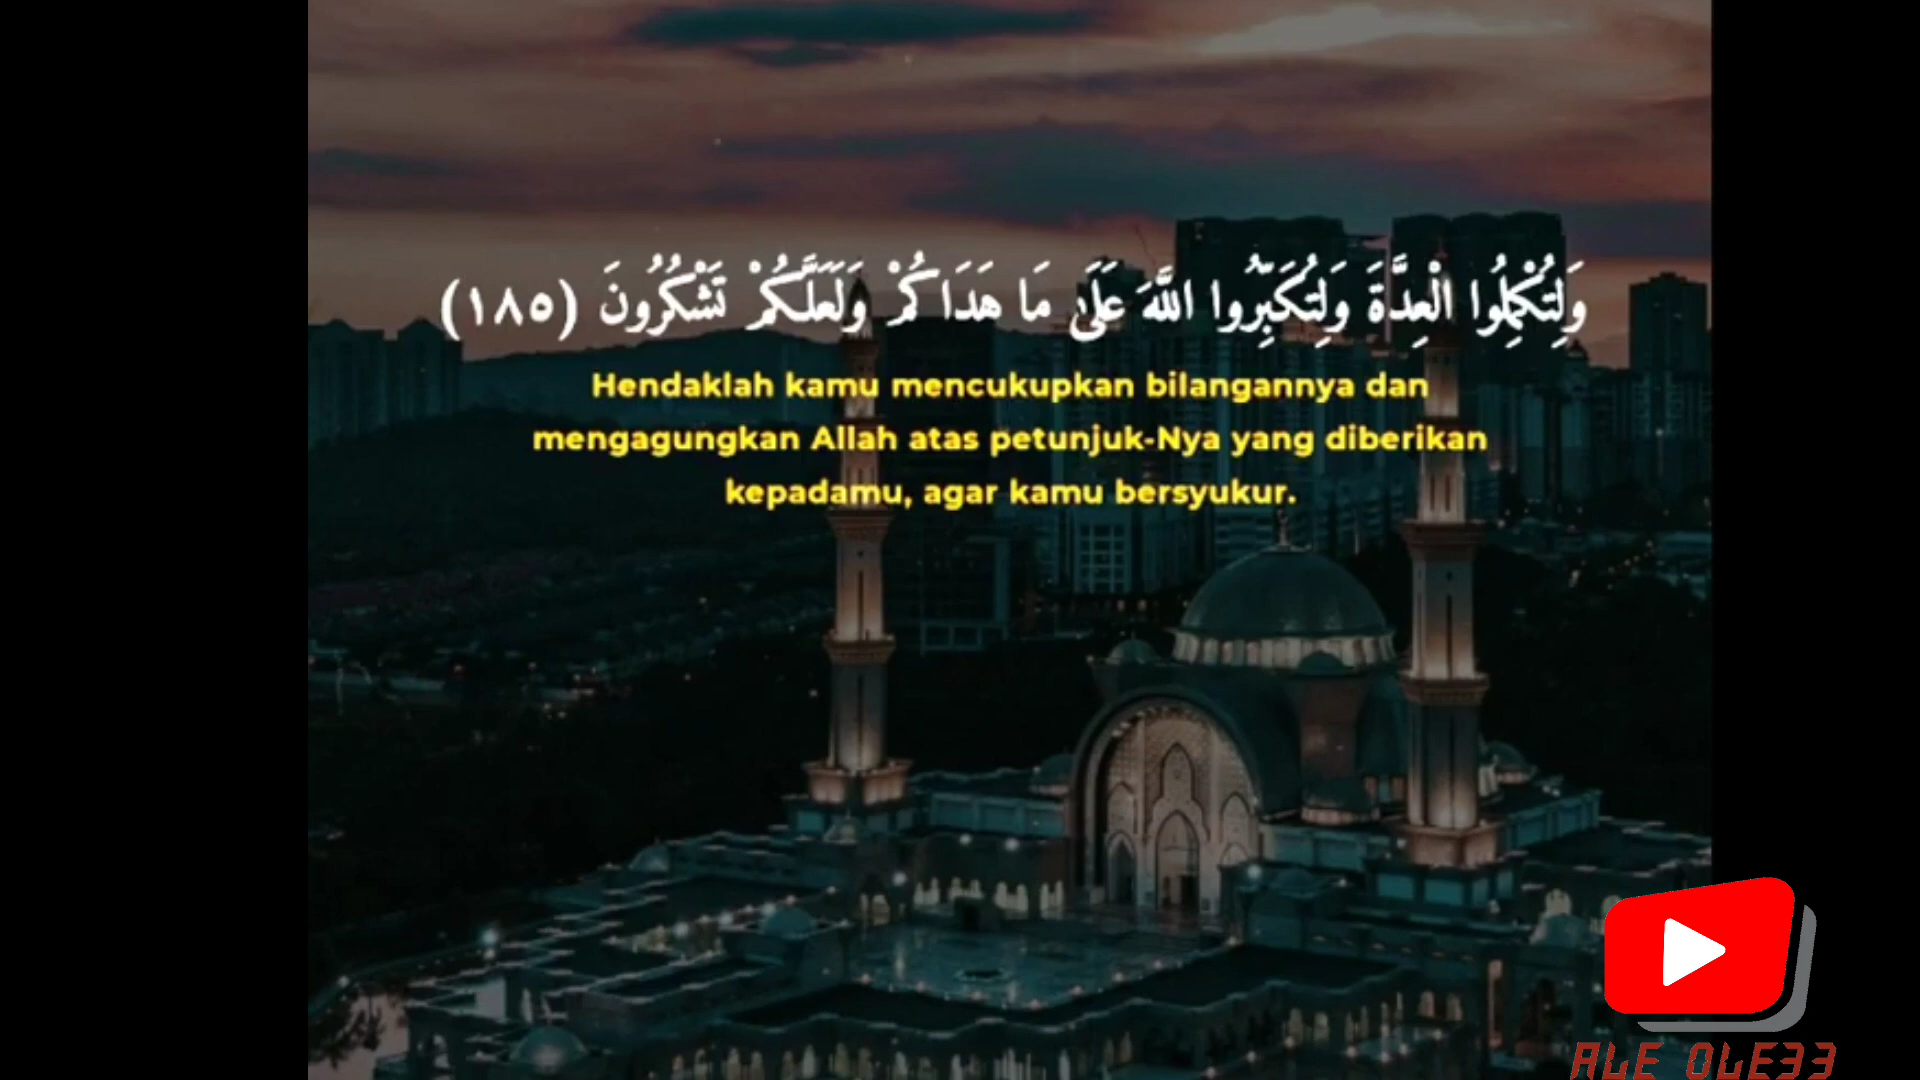 وَلِتُكْمِلُوا الْعِدَّةَ وَلِتُكَبِّرُوا اللَّهَ عَلَىٰ مَا هَدَاكُمْ وَلَعَلَّكُمْ تَشْكُرُونَ (١٨٥)
Hendaklah kamu mencukupkan bilangannya dan
mengagungkan Allah atas petunjuk-Nya yang diberikan
kepadamu, agar kamu bersyukur.
ALE OLE33